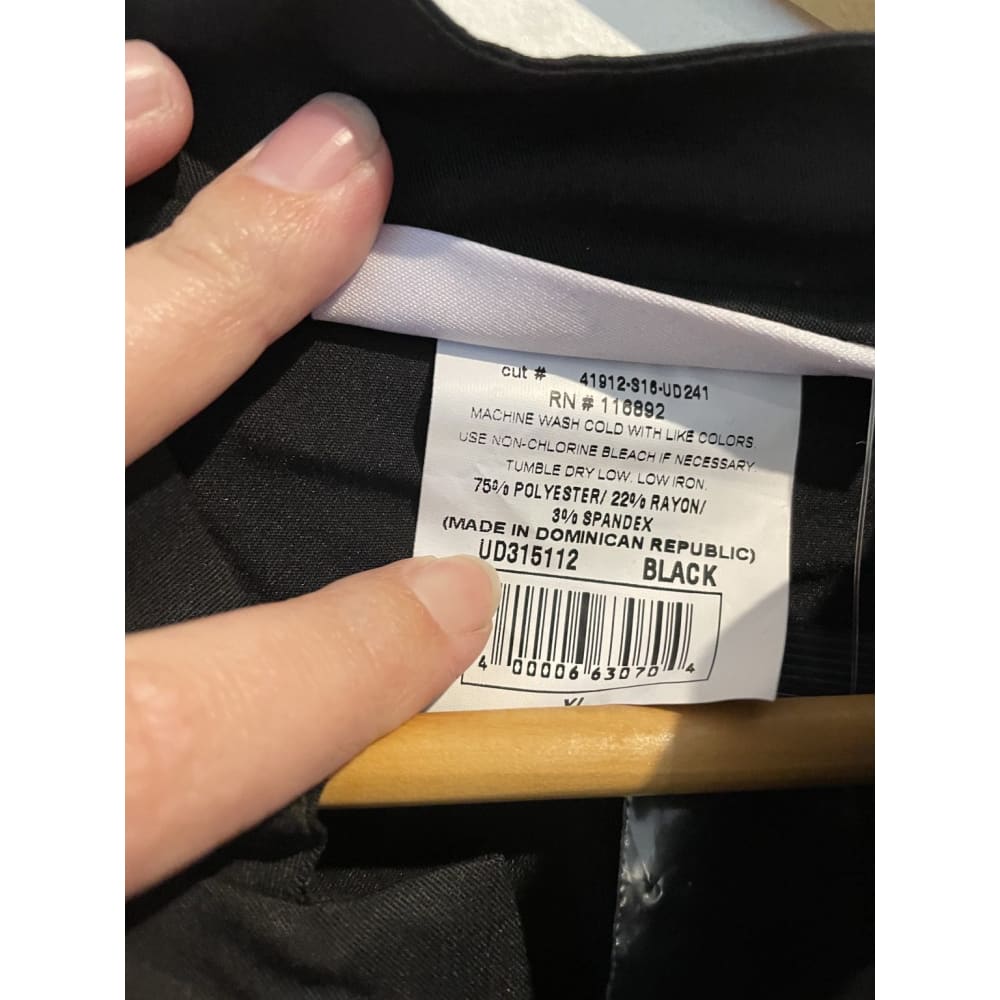 cut # 41912-S16-UD241
RN # 116892
MACHINE WASH COLD WITH LIKE COLORS.
USE NON-CHLORINE BLEACH IF NECESSARY.
TUMBLE DRY LOW. LOW IRON.
75% POLYESTER/ 22% RAYON/
3% SPANDEX
(MADE IN DOMINICAN REPUBLIC)
UD315112 BLACK
4 00006 63070 4